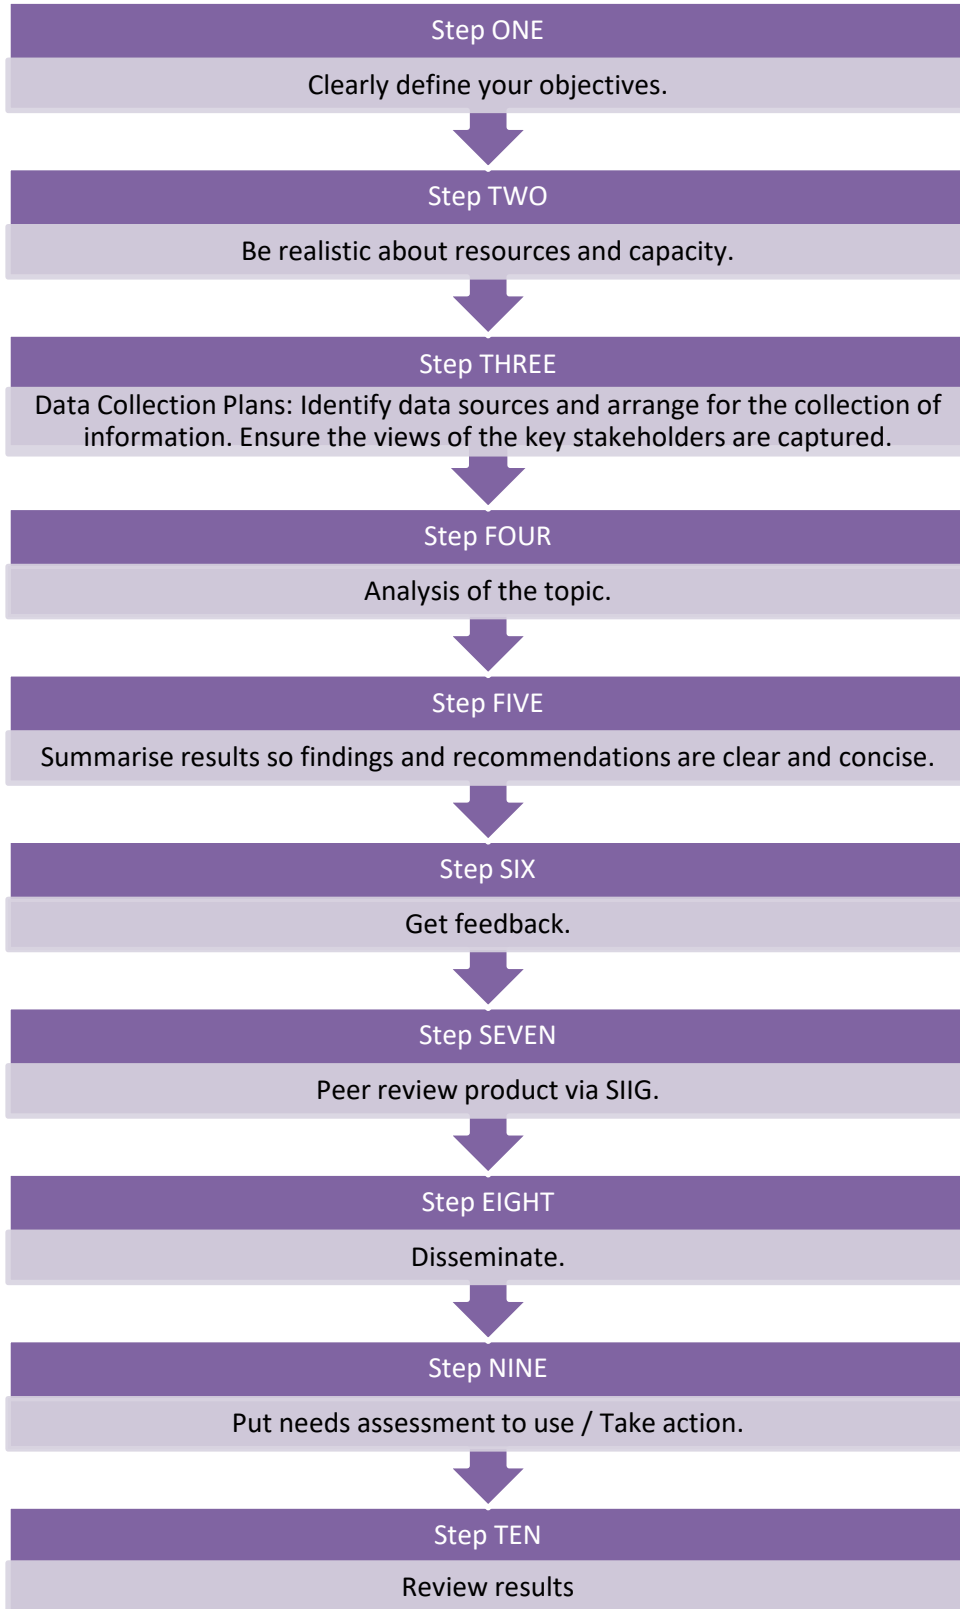 Step ONE
Clearly define your objectives.
Step TWO
Be realistic about resources and capacity.
Step THREE
Data Collection Plans: Identify data sources and arrange for the collection of
information. Ensure the views of the key stakeholders are captured.
Step FOUR
Analysis of the topic.
Step FIVE
Summarise results so findings and recommendations are clear and concise.
Step SIX
Get feedback.
Step SEVEN
Peer review product via SIIG.
Step EIGHT
Disseminate.
Step NINE
Put needs assessment to use / Take action.
Step TEN
Review results